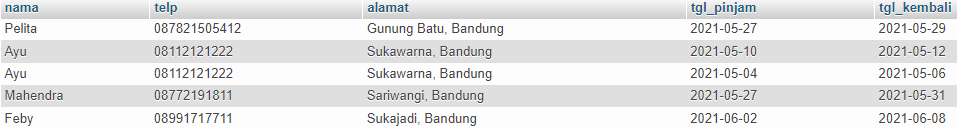 nama telp alamat tgl_pinjam tgl_kembali
Pelita 087821505412 Gunung Batu, Bandung 2021-05-27 2021-05-29
Ayu 08112121222 Sukawarna, Bandung 2021-05-10 2021-05-12
Ayu 08112121222 Sukawarna, Bandung 2021-05-04 2021-05-06
Mahendra 08772191811 Sariwangi, Bandung 2021-05-27 2021-05-31
Feby 08991717711 Sukajadi, Bandung 2021-06-02 2021-06-08